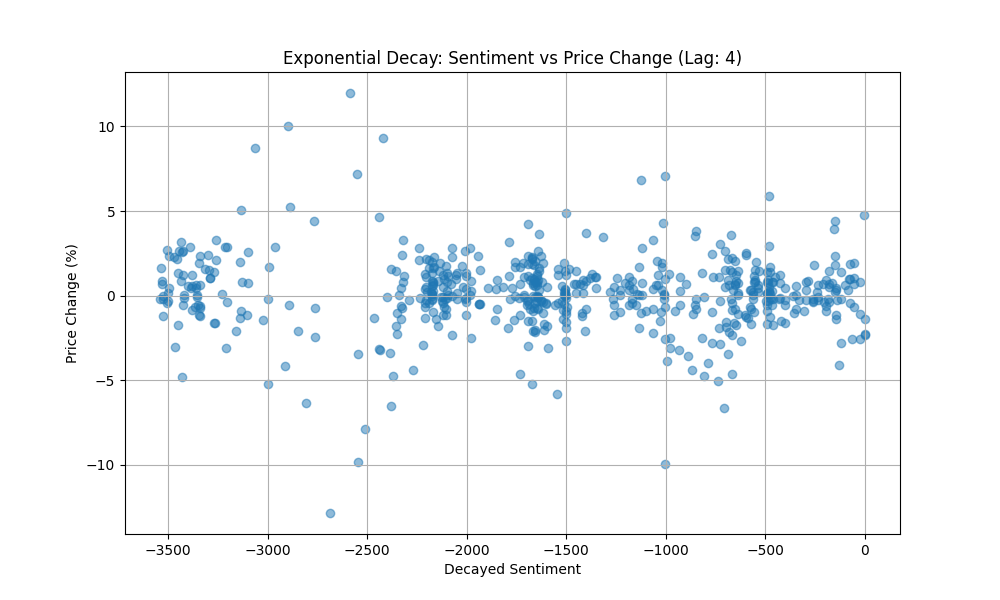 Exponential Decay: Sentiment vs Price Change (Lag: 4)
Price Change (%)
10
5
0
−5
−10
−3500 −3000 −2500 −2000 −1500 −1000 −500 0
Decayed Sentiment